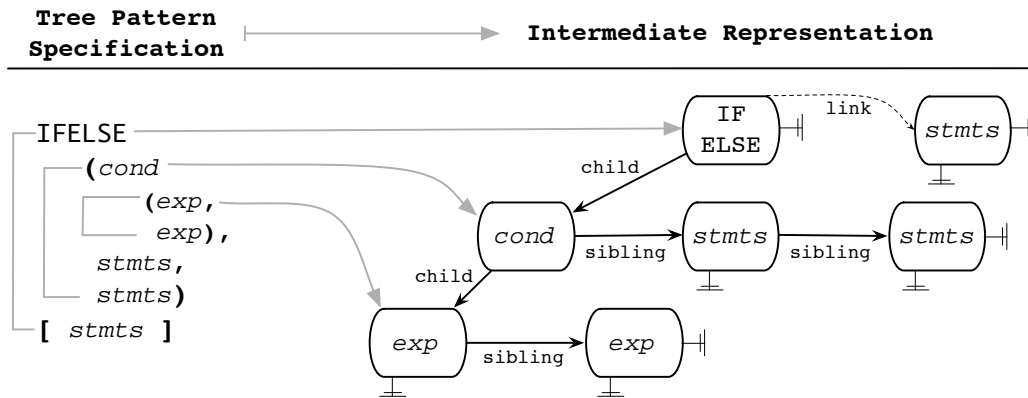 Tree Pattern
Specification
Intermediate Representation
IFELSE
(cond
(exp,
exp),
stmts,
stmts)
[ stmts ]
IF
ELSE
link
stmts
child
cond
sibling
stmts
sibling
stmts
child
exp
sibling
exp